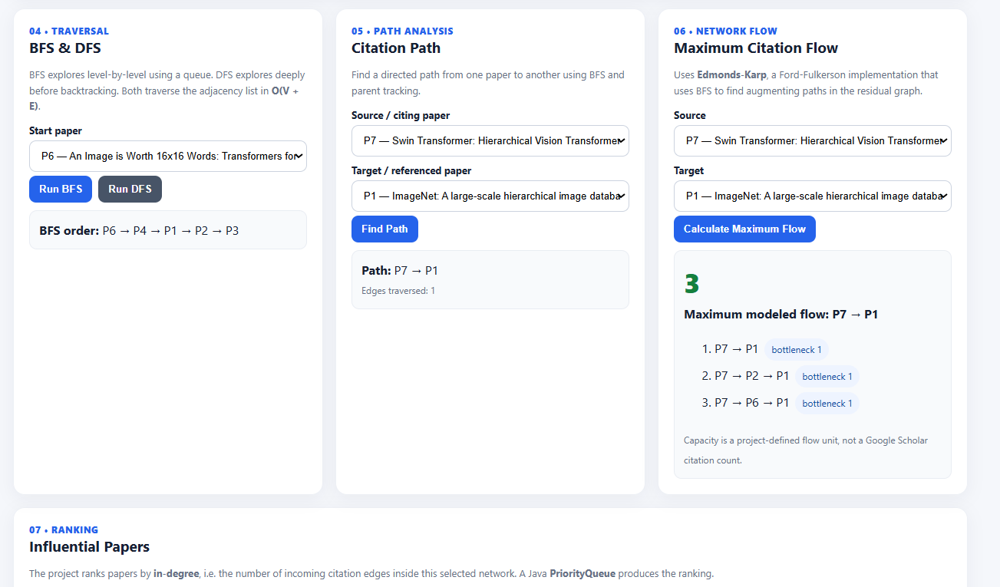 04 • TRAVERSAL
BFS & DFS
BFS explores level-by-level using a queue. DFS explores deeply
before backtracking. Both traverse the adjacency list in O(V +
E).
Start paper
P6 — An Image is Worth 16x16 Words: Transformers for
Run BFS
Run DFS
BFS order: P6 → P4 → P1 → P2 → P3
05 • PATH ANALYSIS
Citation Path
Find a directed path from one paper to another using BFS and
parent tracking.
Source / citing paper
P7 — Swin Transformer: Hierarchical Vision Transformer
Target / referenced paper
P1 — ImageNet: A large-scale hierarchical image databa
Find Path
Path: P7 → P1
Edges traversed: 1
06 • NETWORK FLOW
Maximum Citation Flow
Uses Edmonds-Karp, a Ford-Fulkerson implementation that
uses BFS to find augmenting paths in the residual graph.
Source
P7 — Swin Transformer: Hierarchical Vision Transformer
Target
P1 — ImageNet: A large-scale hierarchical image databa
Calculate Maximum Flow
3
Maximum modeled flow: P7 → P1
1. P7 → P1 bottleneck 1
2. P7 → P2 → P1 bottleneck 1
3. P7 → P6 → P1 bottleneck 1
Capacity is a project-defined flow unit, not a Google Scholar
citation count.
07 • RANKING
Influential Papers
The project ranks papers by in-degree, i.e. the number of incoming citation edges inside this selected network. A Java PriorityQueue produces the ranking.